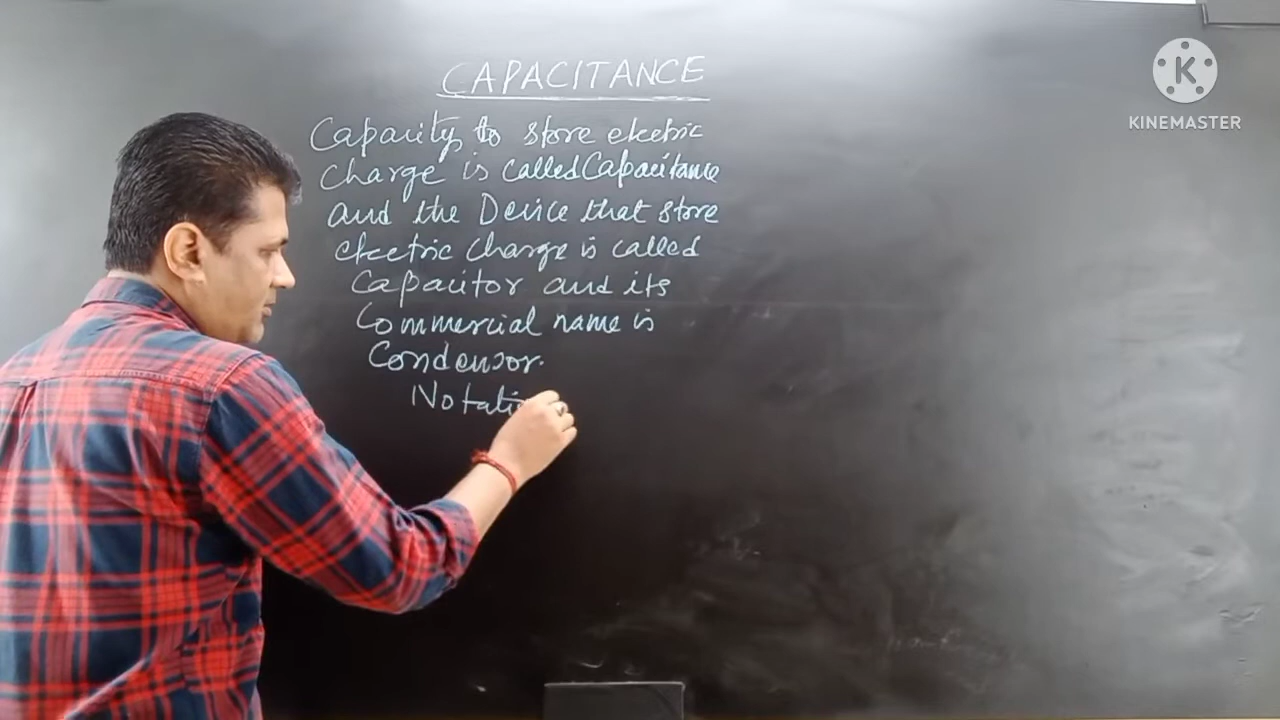 CAPACITANCE
Capacity to store electric
charge is called Capacitance
and the Device that store
electric charge is called
Capacitor and its
Commercial name is
Condensor.
Notati
K
KINEMASTER